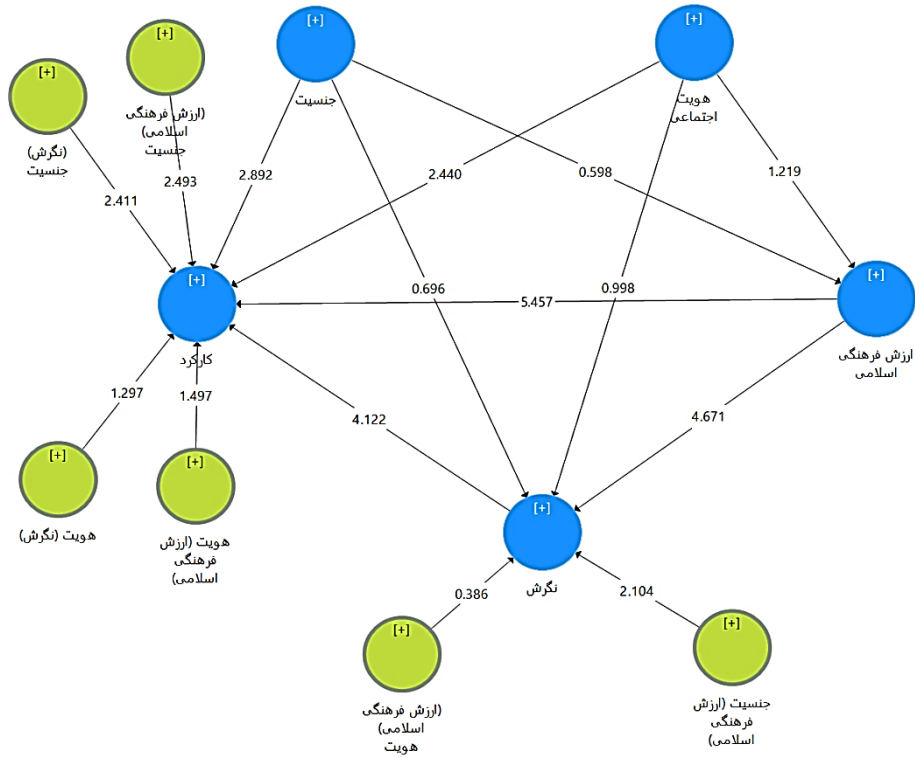 [+]
[+]
[+]
[+]
هویت
اجتماعی
جنسیت
(ارزش فرهنگی
اسلامی)
جنسیت
(نگرش)
جنسیت
2.411
2.493
2.892
2.440
0.598
1.219
[+]
[+]
کارکرد
0.696
0.998
5.457
ارزش فرهنگی
اسلامی
1.297
1.497
4.122
4.671
[+]
[+]
هویت (نگرش)
هویت (ارزش
فرهنگی
اسلامی)
[+]
نگرش
0.386
2.104
[+]
[+]
(ارزش فرهنگی
اسلامی)
هویت
جنسیت (ارزش
فرهنگی
اسلامی)